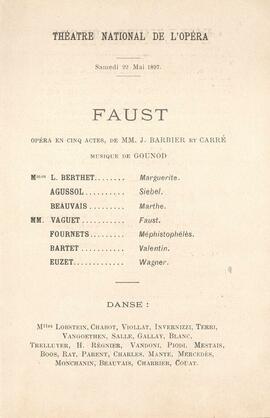 THÉATRE NATIONAL DE L'OPÉRA
Samedi 22 Mai 1897.
FAUST
OPÉRA EN CINQ ACTES, DE MM. J. BARBIER ET CARRÉ
MUSIQUE DE GOUNOD
Mmes L. BERTHET........ Marguerite.
AGUSSOL.......... Siebel.
BEAUVAIS ........ Marthe.
MM. VAGUET............ Faust.
FOURNETS........ Méphistophélès.
BARTET .......... Valentin.
EUZET............ Wagner.
DANSE :
Mlles LOBSTEIN, CHABOT, VIOLLAT, INVERNIZZI, TERRI,
VANGOETHEN, SALLE, GALLAY, BLANC,
TRELLUYER, H. RÉGNIER, VANDONI, PIODI, MESTAIS,
BOOS, RAT, PARENT, CHARLES, MANTE, MERCÉDÈS,
MONCHANIN, BEAUVAIS, CHARRIER, COUAT.